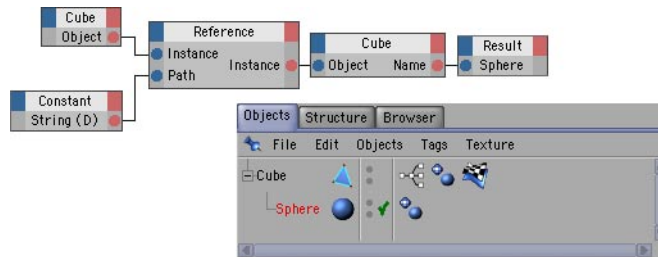 Cube
Object
Reference
Instance
Path
Instance
Cube
Object Name
Result
Sphere
Constant
String (D)
Objects Structure Browser
File Edit Objects Tags Texture
Cube
Sphere